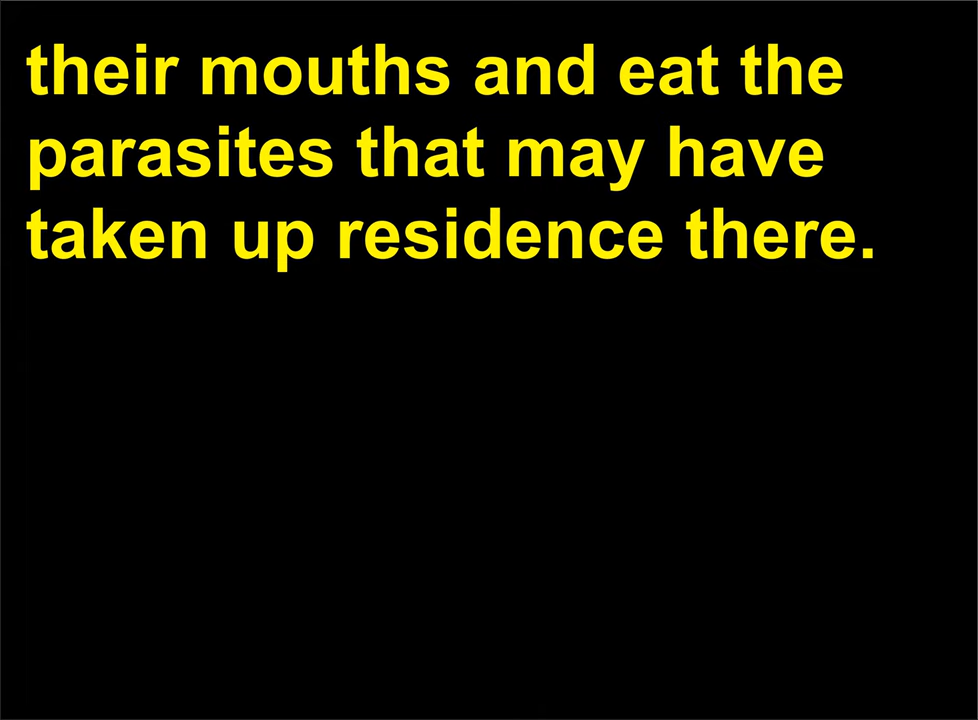 their mouths and eat the
parasites that may have
taken up residence there.